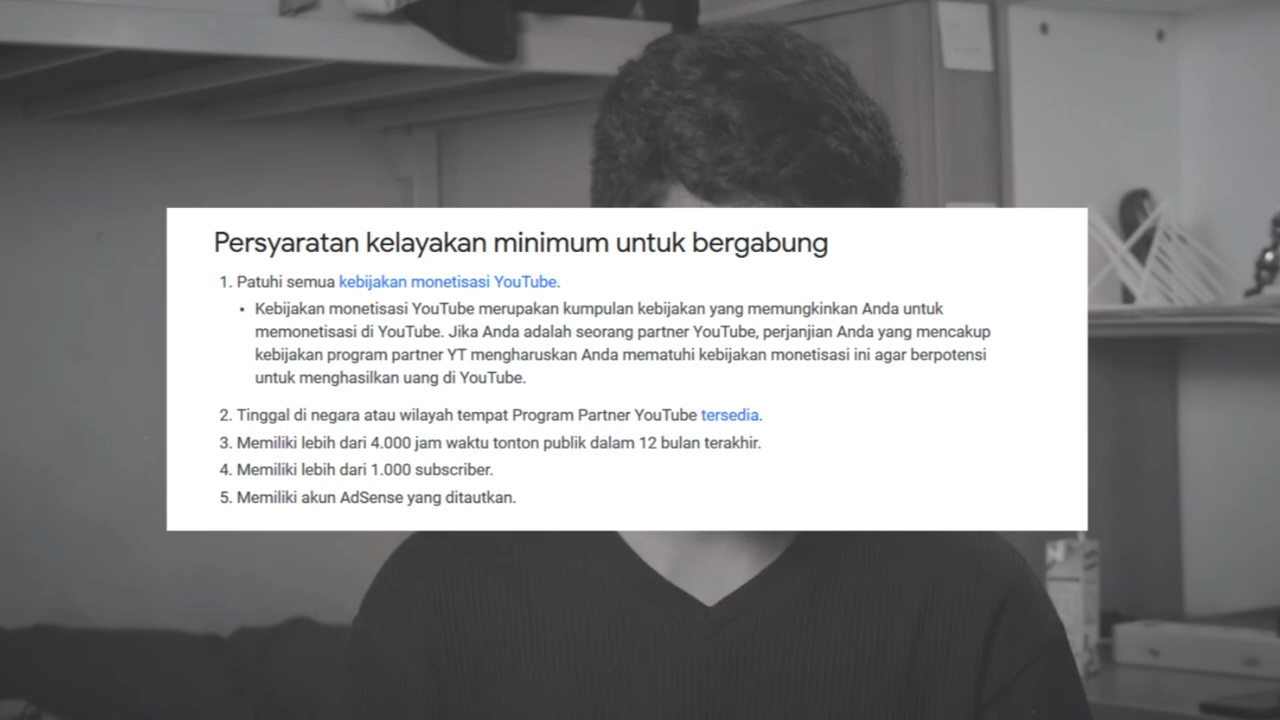 Persyaratan kelayakan minimum untuk bergabung
1. Patuhi semua kebijakan monetisasi YouTube.
• Kebijakan monetisasi YouTube merupakan kumpulan kebijakan yang memungkinkan Anda untuk
memonetisasi di YouTube. Jika Anda adalah seorang partner YouTube, perjanjian Anda yang mencakup
kebijakan program partner YT mengharuskan Anda mematuhi kebijakan monetisasi ini agar berpotensi
untuk menghasilkan uang di YouTube.
2. Tinggal di negara atau wilayah tempat Program Partner YouTube tersedia.
3. Memiliki lebih dari 4.000 jam waktu tonton publik dalam 12 bulan terakhir.
4. Memiliki lebih dari 1.000 subscriber.
5. Memiliki akun AdSense yang ditautkan.